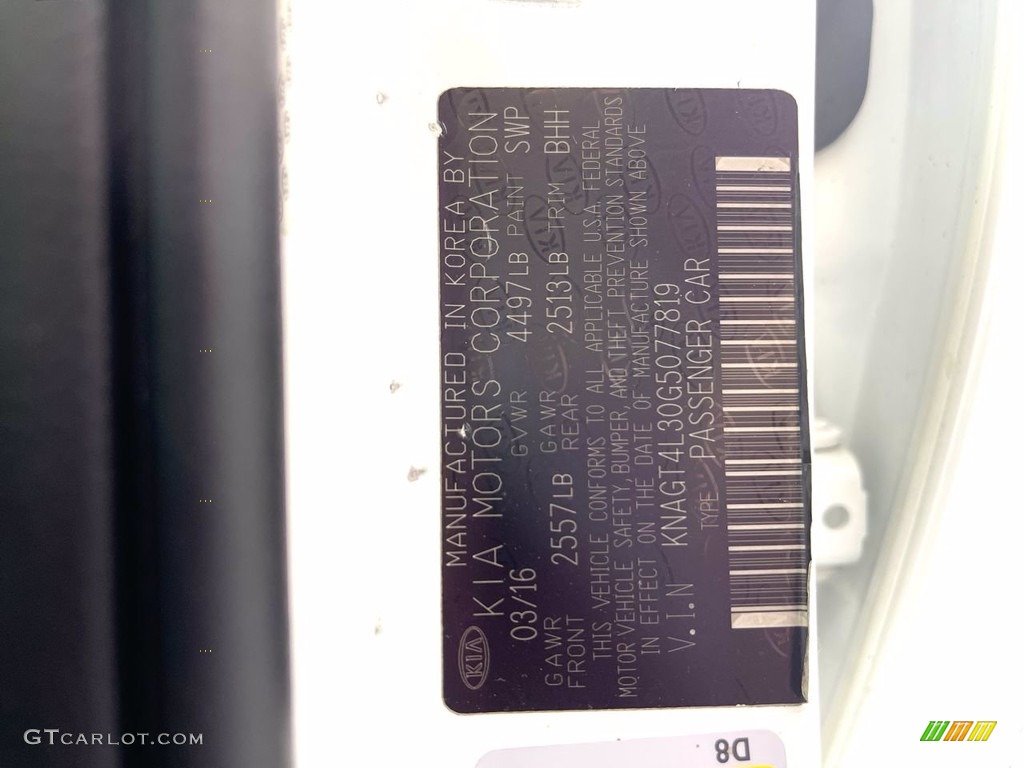 MANUFACTURED IN KOREA BY
KIA KIA MOTORS CORPORATION
03/16 GVWR 4497LB PAINT SWP
GAWR FRONT 2557LB GAWR REAR 2513LB TRIM BHH
THIS VEHICLE CONFORMS TO ALL APPLICABLE U.S.A. FEDERAL
MOTOR VEHICLE SAFETY, BUMPER, AND THEFT PREVENTION STANDARDS
IN EFFECT ON THE DATE OF MANUFACTURE SHOWN ABOVE
V.I.N KNAGT4L30G5077819
TYPE PASSENGER CAR
D8
GTCARLOT.COM